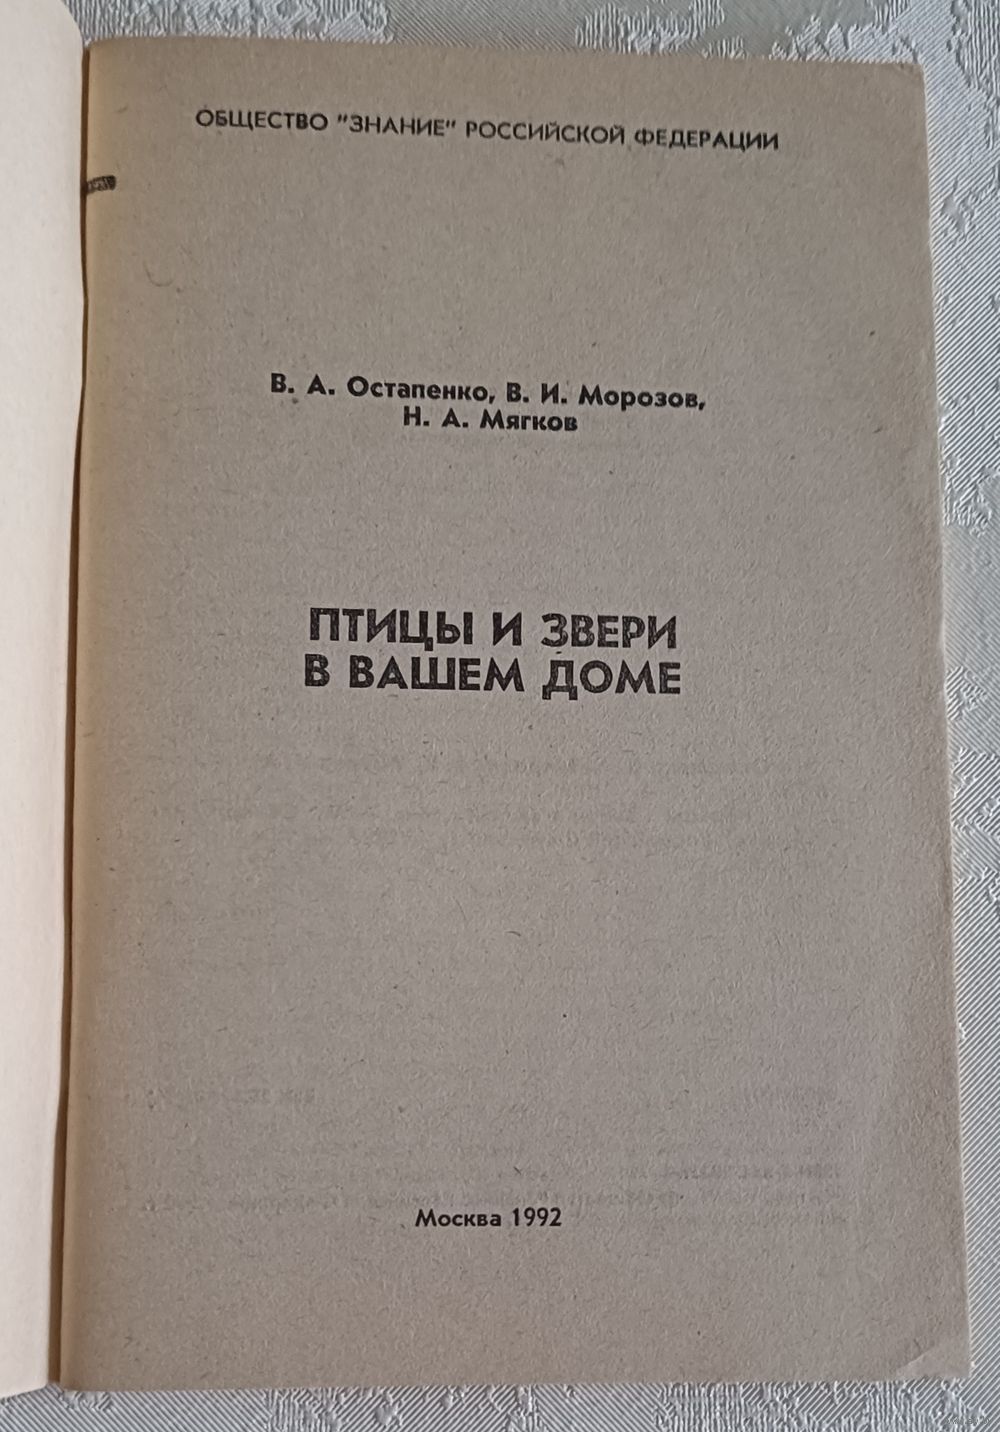 ОБЩЕСТВО "ЗНАНИЕ" РОССИЙСКОЙ ФЕДЕРАЦИИ
В. А. Остапенко, В. И. Морозов,
Н. А. Мягков
ПТИЦЫ И ЗВЕРИ
В ВАШЕМ ДОМЕ
Москва 1992